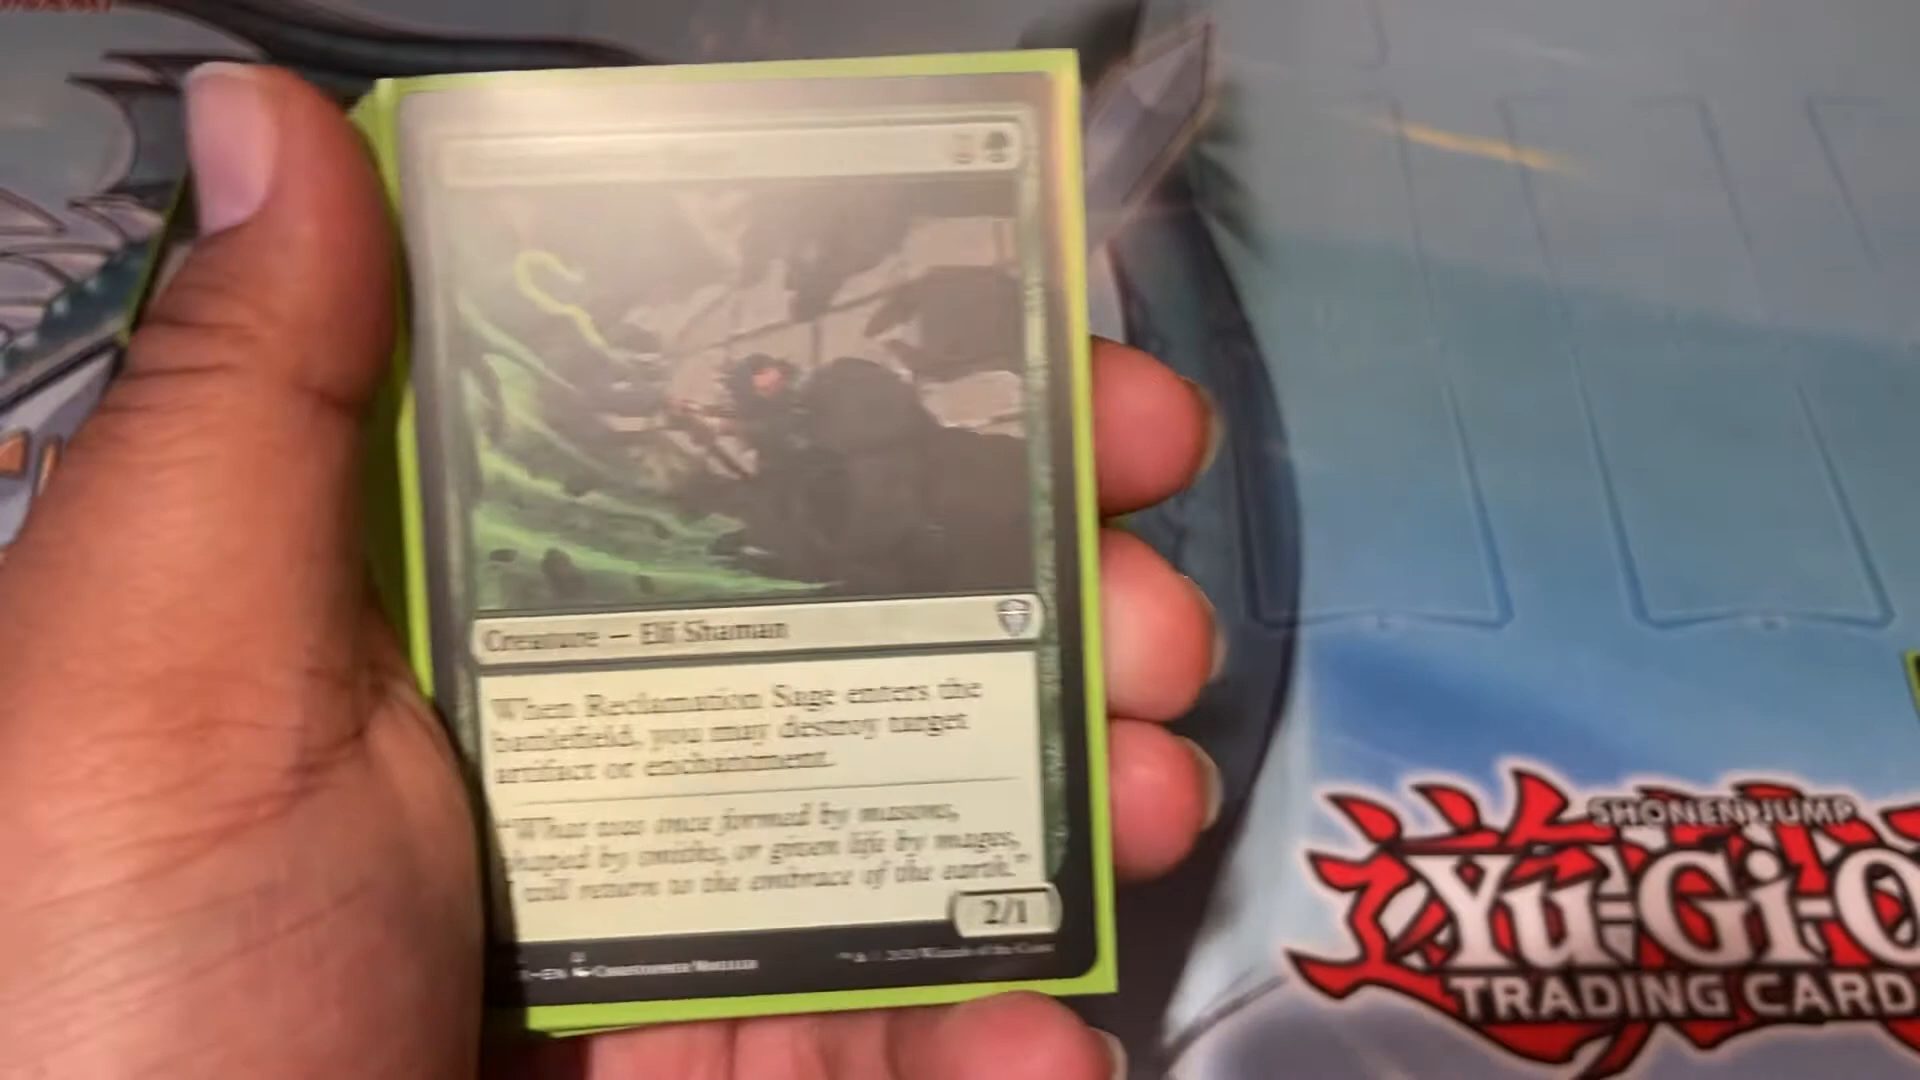 Creature — Elf Shaman
When Reclamation Sage enters the
battlefield, you may destroy target
artifact or enchantment.
"What was once formed by masons,
shaped by smiths, or given life by mages,
I will return to the embrace of the earth."
2/1
SHONEN JUMP
Yu-Gi-O
TRADING CARD